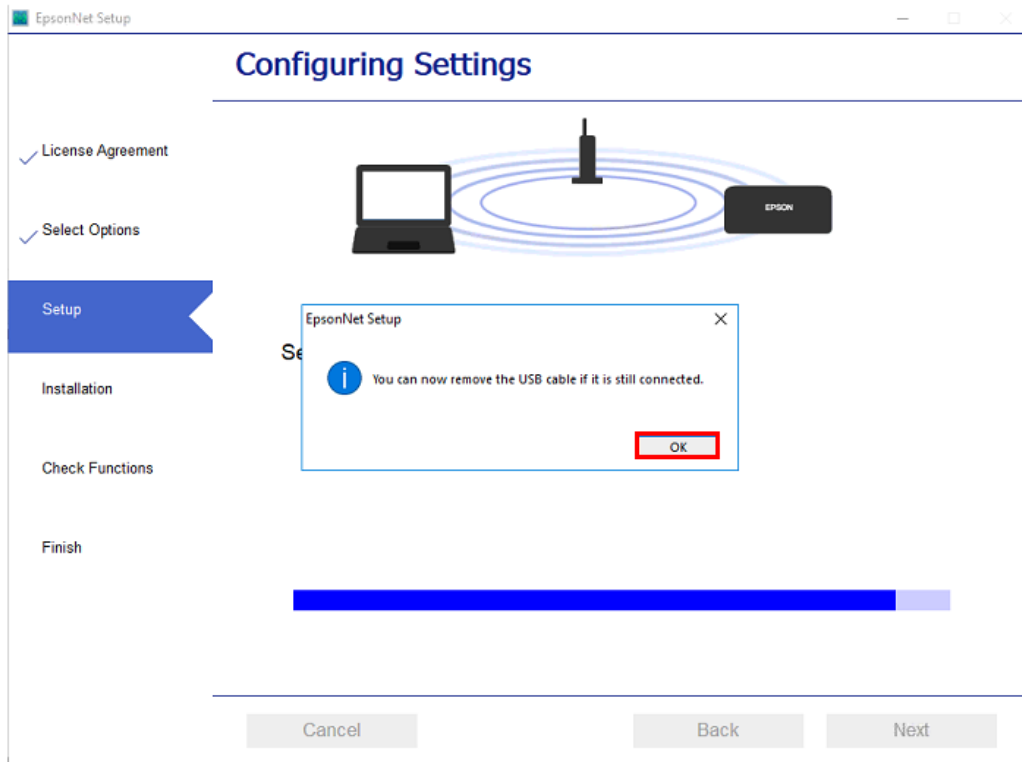 EpsonNet Setup
Configuring Settings
License Agreement
Select Options
Setup
Installation
Check Functions
Finish
EPSON
EpsonNet Setup
You can now remove the USB cable if it is still connected.
OK
Cancel
Back
Next